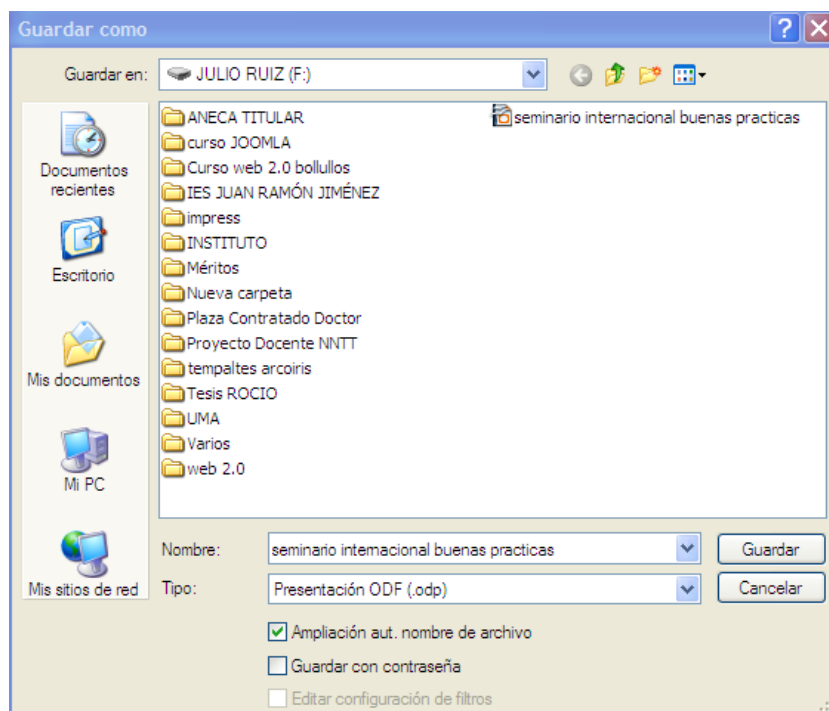 Guardar como
Guardar en: JULIO RUIZ (F:)
Documentos
recientes
Escritorio
Mis documentos
Mi PC
Mis sitios de red
ANECA TITULAR
curso JOOMLA
Curso web 2.0 bollullos
IES JUAN RAMÓN JIMÉNEZ
impress
INSTITUTO
Méritos
Nueva carpeta
Plaza Contratado Doctor
Proyecto Docente NNTT
tempaltes arcoiris
Tesis ROCIO
UMA
Varios
web 2.0
seminario internacional buenas practicas
Nombre: seminario internacional buenas practicas Guardar
Tipo: Presentación ODF (.odp) Cancelar
Ampliación aut. nombre de archivo
Guardar con contraseña
Editar configuración de filtros